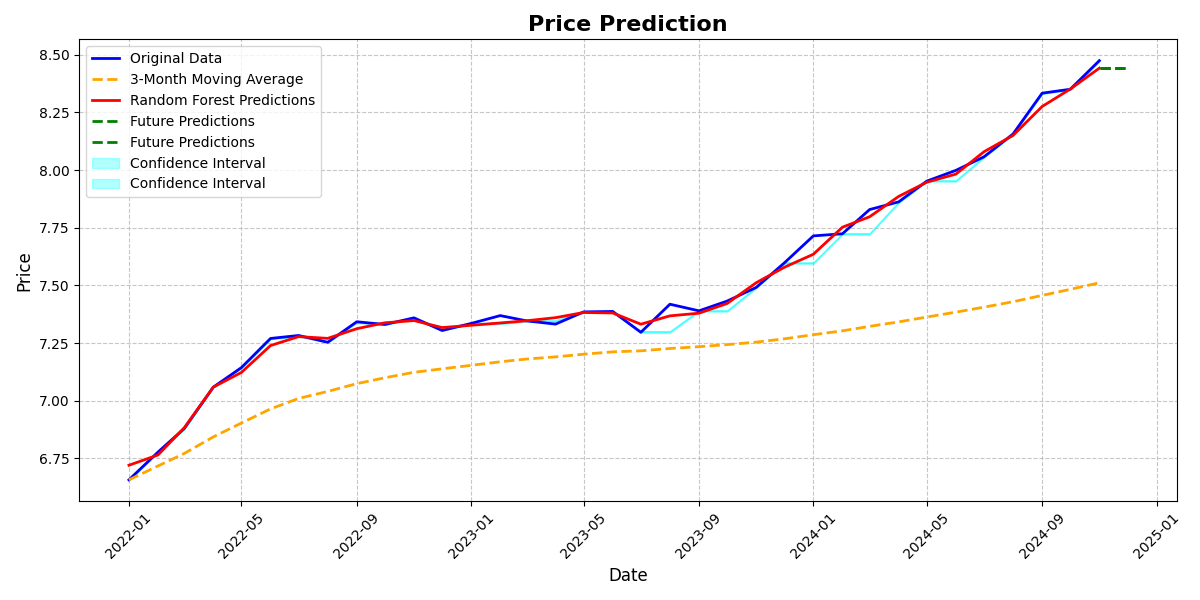 Price Prediction
Original Data
3-Month Moving Average
Random Forest Predictions
Future Predictions
Future Predictions
Confidence Interval
Confidence Interval
Price
8.50
8.25
8.00
7.75
7.50
7.25
7.00
6.75
2022-01
2022-05
2022-09
2023-01
2023-05
2023-09
2024-01
2024-05
2024-09
2025-01
Date